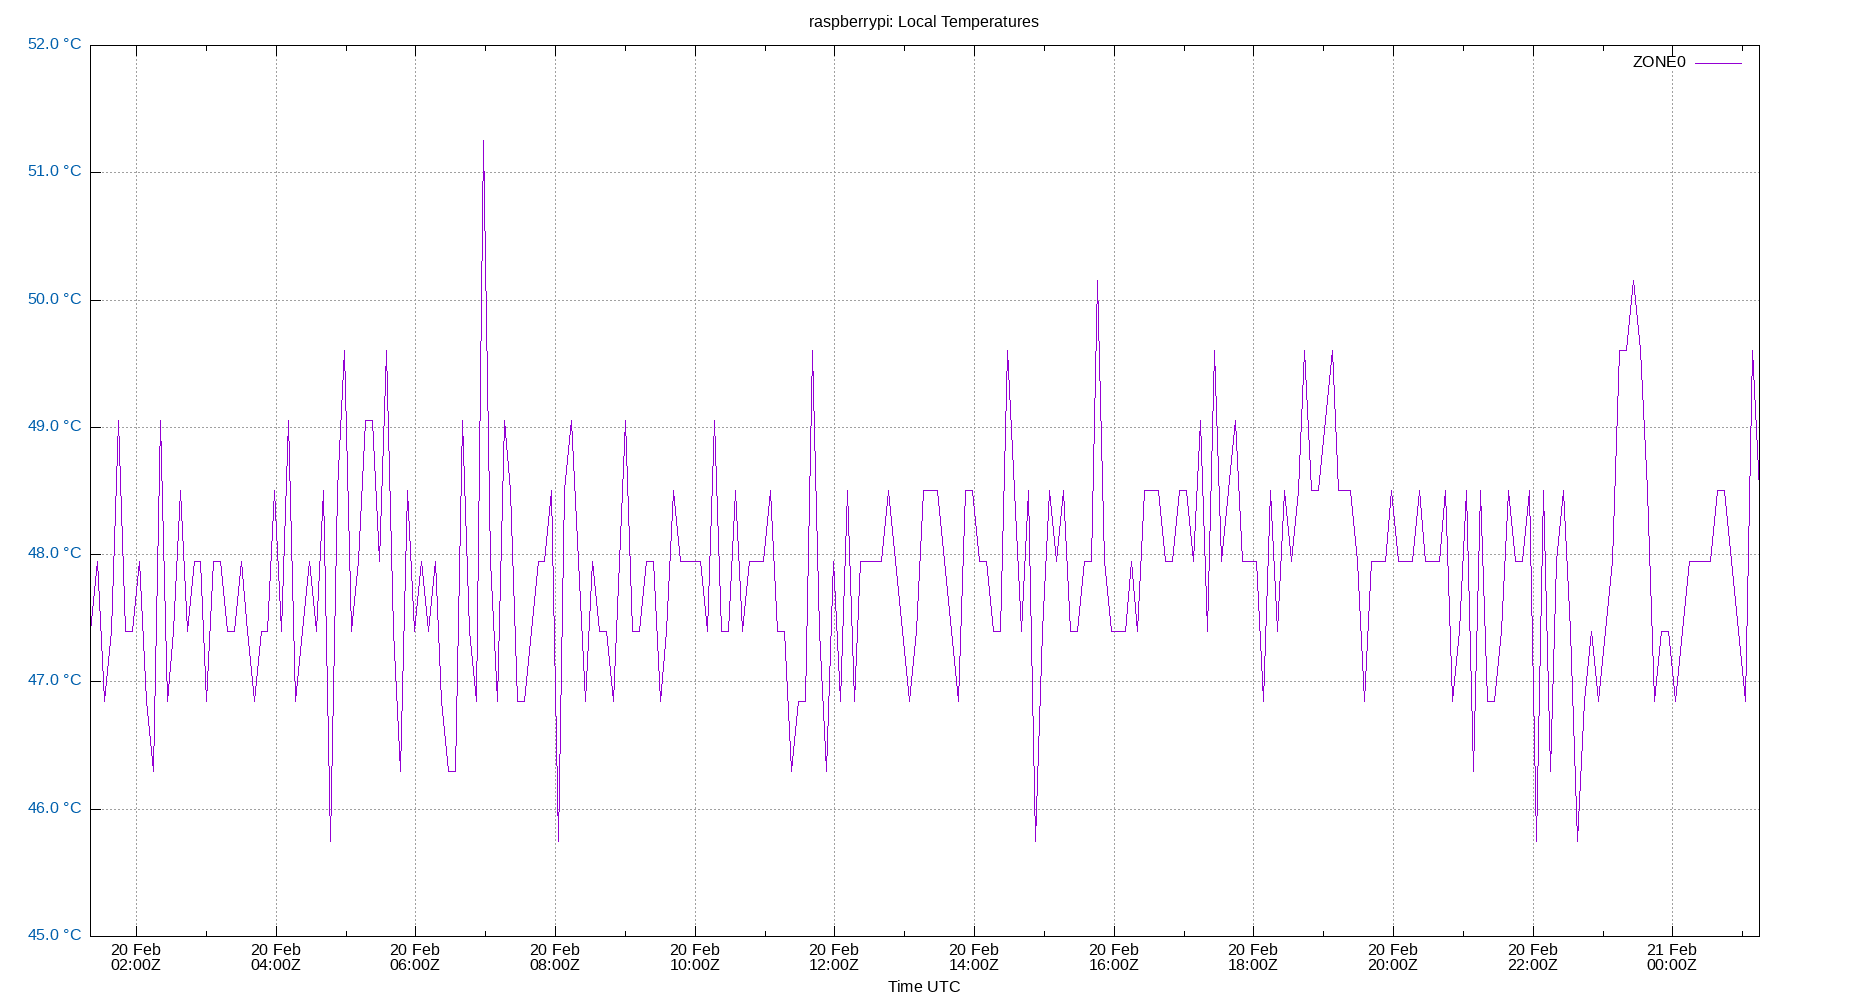 raspberrypi: Local Temperatures
52.0 °C
51.0 °C
50.0 °C
49.0 °C
48.0 °C
47.0 °C
46.0 °C
45.0 °C
ZONE0
20 Feb 20 Feb 20 Feb 20 Feb 20 Feb 20 Feb 20 Feb 20 Feb 20 Feb 20 Feb 20 Feb 21 Feb
02:00Z 04:00Z 06:00Z 08:00Z 10:00Z 12:00Z 14:00Z 16:00Z 18:00Z 20:00Z 22:00Z 00:00Z
Time UTC